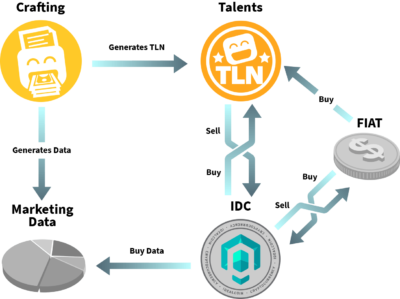 Crafting
Talents
Generates TLN
TLN
Buy
FIAT
Sell
Generates Data
Buy
Buy
IDC
Sell
Marketing
Data
Buy Data